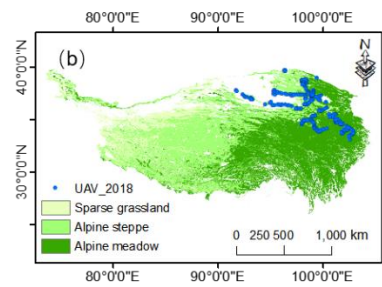 80°0'0"E 90°0'0"E 100°0'0"E
(b)
N
40°0'0"N
30°0'0"N
UAV_2018
Sparse grassland
Alpine steppe
Alpine meadow
0 250 500 1,000 km
80°0'0"E 90°0'0"E 100°0'0"E